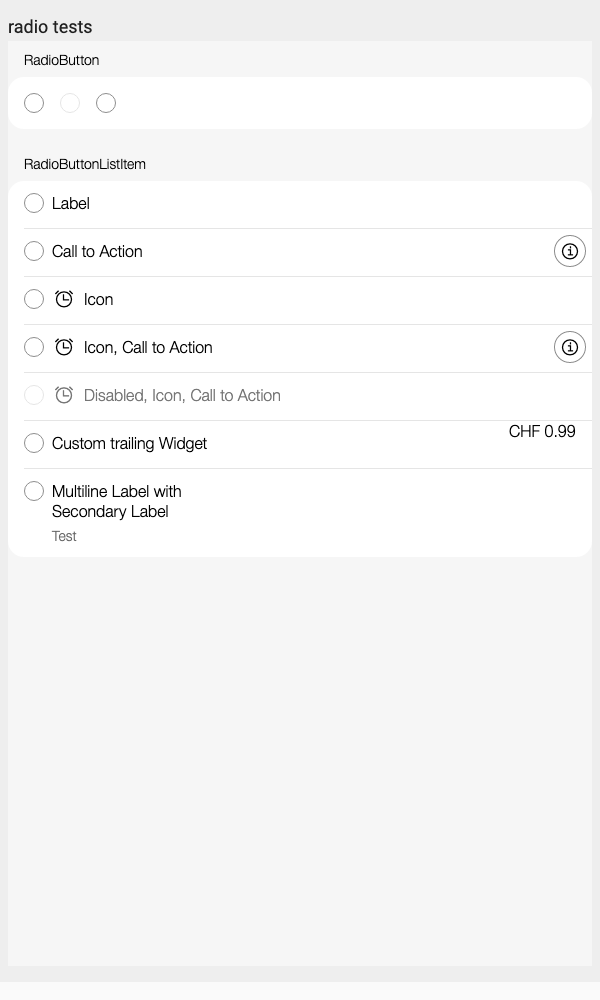 radio tests
RadioButton
RadioButtonListItem
Label
Call to Action
Icon
Icon, Call to Action
Disabled, Icon, Call to Action
Custom trailing Widget
CHF 0.99
Multiline Label with
Secondary Label
Test